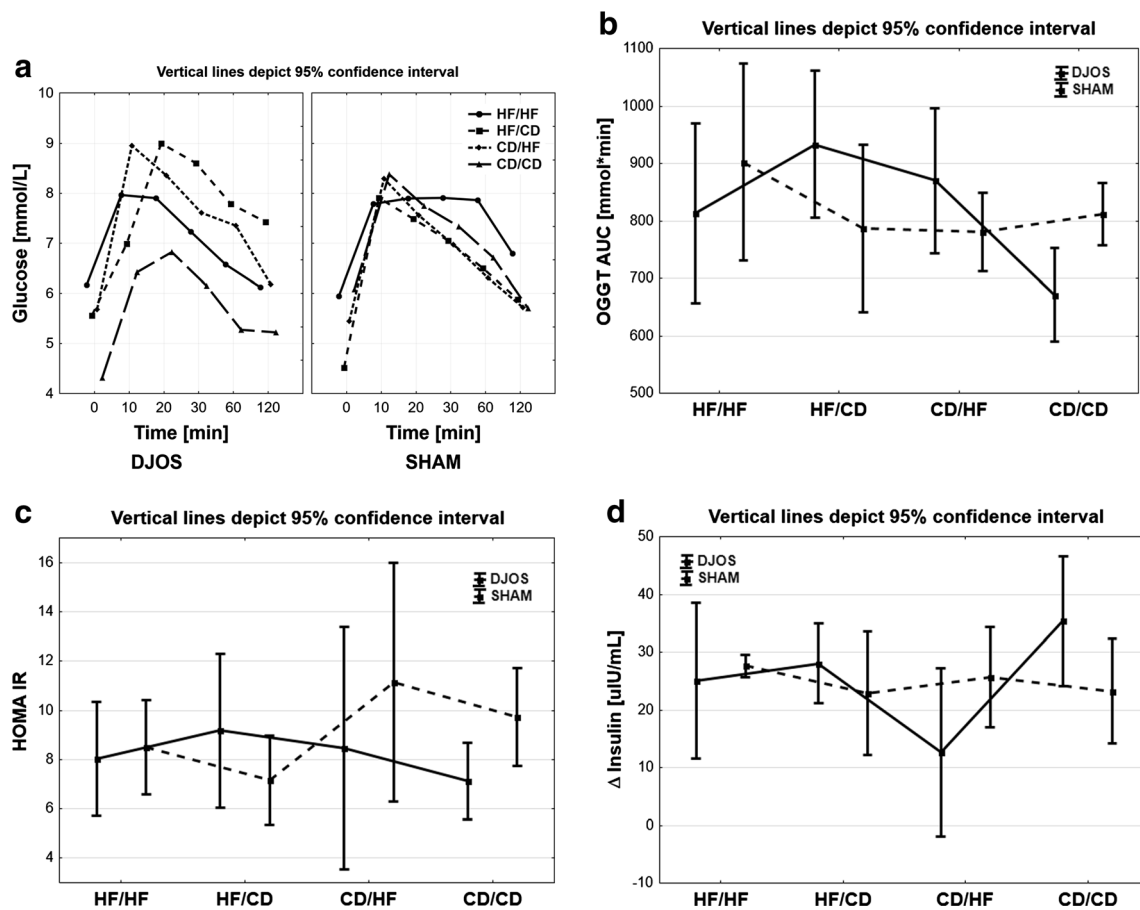 a
Vertical lines depict 95% confidence interval
10
9
8
7
6
5
4
Glucose [mmol/L]
HF/HF
HF/CD
CD/HF
CD/CD
0 10 20 30 60 120
0 10 20 30 60 120
Time [min]
Time [min]
DJOS
SHAM
b
Vertical lines depict 95% confidence interval
1100
1000
900
800
700
600
500
OGGT AUC [mmol*min]
DJOS
SHAM
HF/HF HF/CD CD/HF CD/CD
c
Vertical lines depict 95% confidence interval
16
14
12
10
8
6
4
HOMA IR
DJOS
SHAM
HF/HF HF/CD CD/HF CD/CD
d
Vertical lines depict 95% confidence interval
50
40
30
20
10
0
-10
Δ Insulin [uIU/mL]
DJOS
SHAM
HF/HF HF/CD CD/HF CD/CD